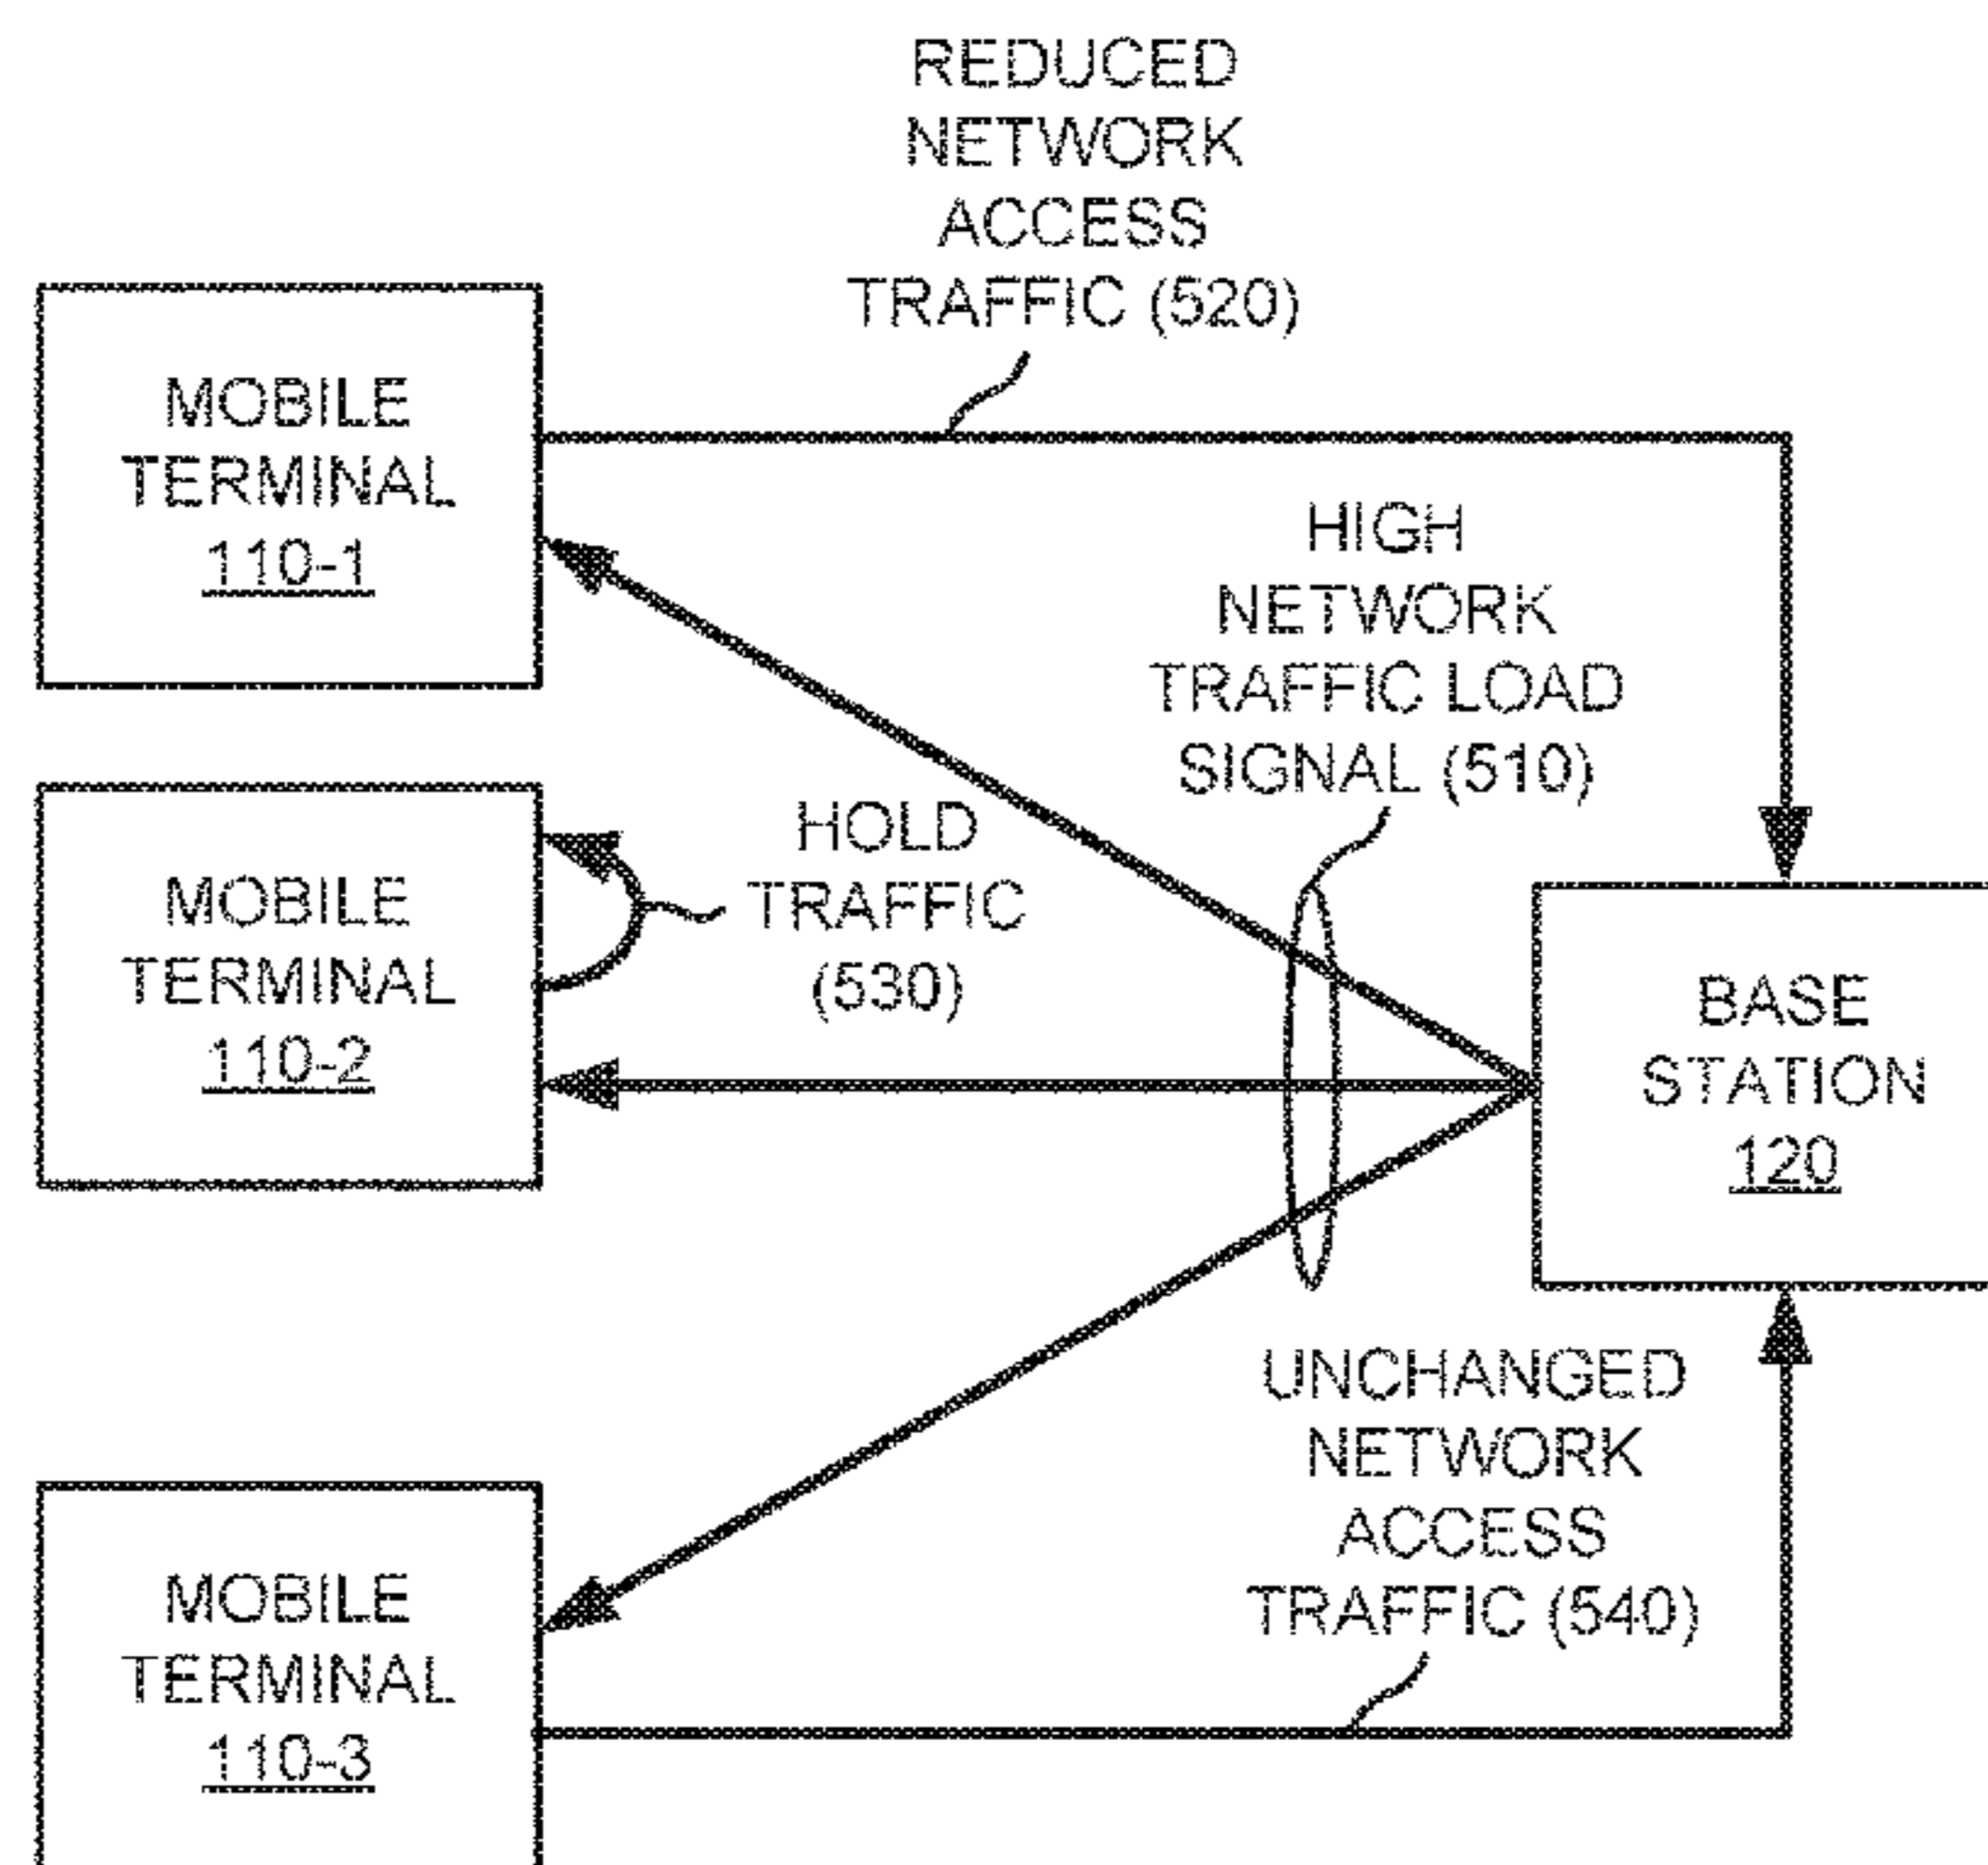 REDUCED
NETWORK
ACCESS
TRAFFIC (520)
MOBILE
TERMINAL
110-1
HIGH
NETWORK
TRAFFIC LOAD
SIGNAL (510)
HOLD
TRAFFIC
(530)
MOBILE
TERMINAL
110-2
BASE
STATION
120
UNCHANGED
NETWORK
ACCESS
TRAFFIC (540)
MOBILE
TERMINAL
110-3